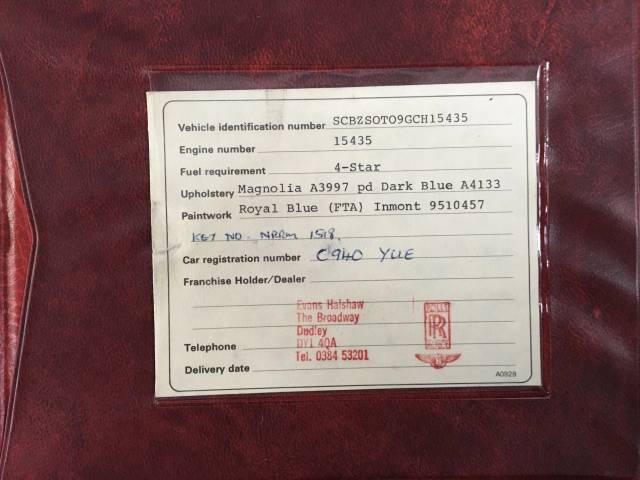 Vehicle identification number SCBZSOTO9GCH15435
Engine number 15435
Fuel requirement 4-Star
Upholstery Magnolia A3997 pd Dark Blue A4133
Paintwork Royal Blue (FTA) Inmont 9510457
KEY NO. NRRM 1518.
Car registration number C940 YUE
Franchise Holder/Dealer
Evans Halshaw
The Broadway
Dudley
DY1 4QA
Telephone Tel. 0384 53201
Delivery date
ROLLS
RR
A0928